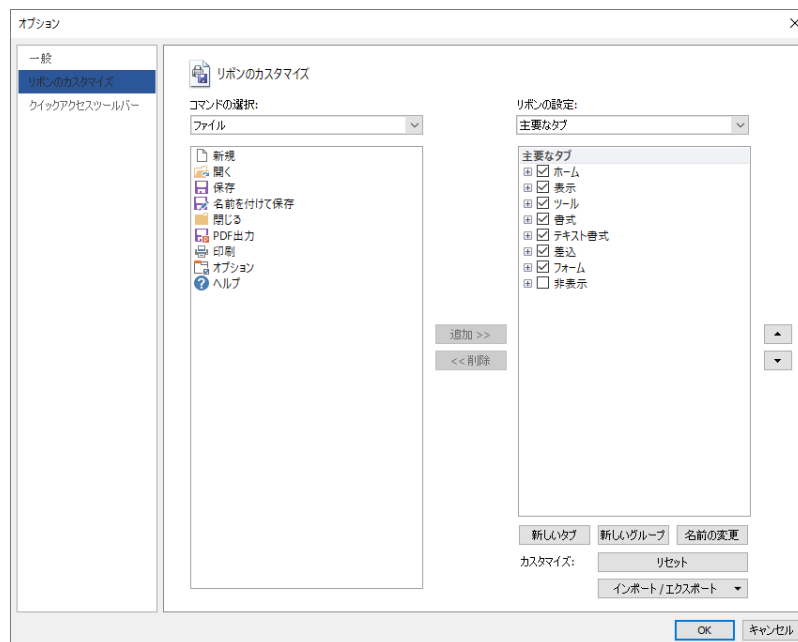 オプション
一般
リボンのカスタマイズ
クイックアクセスツールバー
リボンのカスタマイズ
コマンドの選択:
ファイル
新規
開く
保存
名前を付けて保存
閉じる
PDF出力
印刷
オプション
ヘルプ
追加 >>
<< 削除
リボンの設定:
主要なタブ
主要なタブ
ホーム
表示
ツール
書式
テキスト書式
差込
フォーム
非表示
新しいタブ
新しいグループ
名前の変更
カスタマイズ:
リセット
インポート / エクスポート
OK
キャンセル